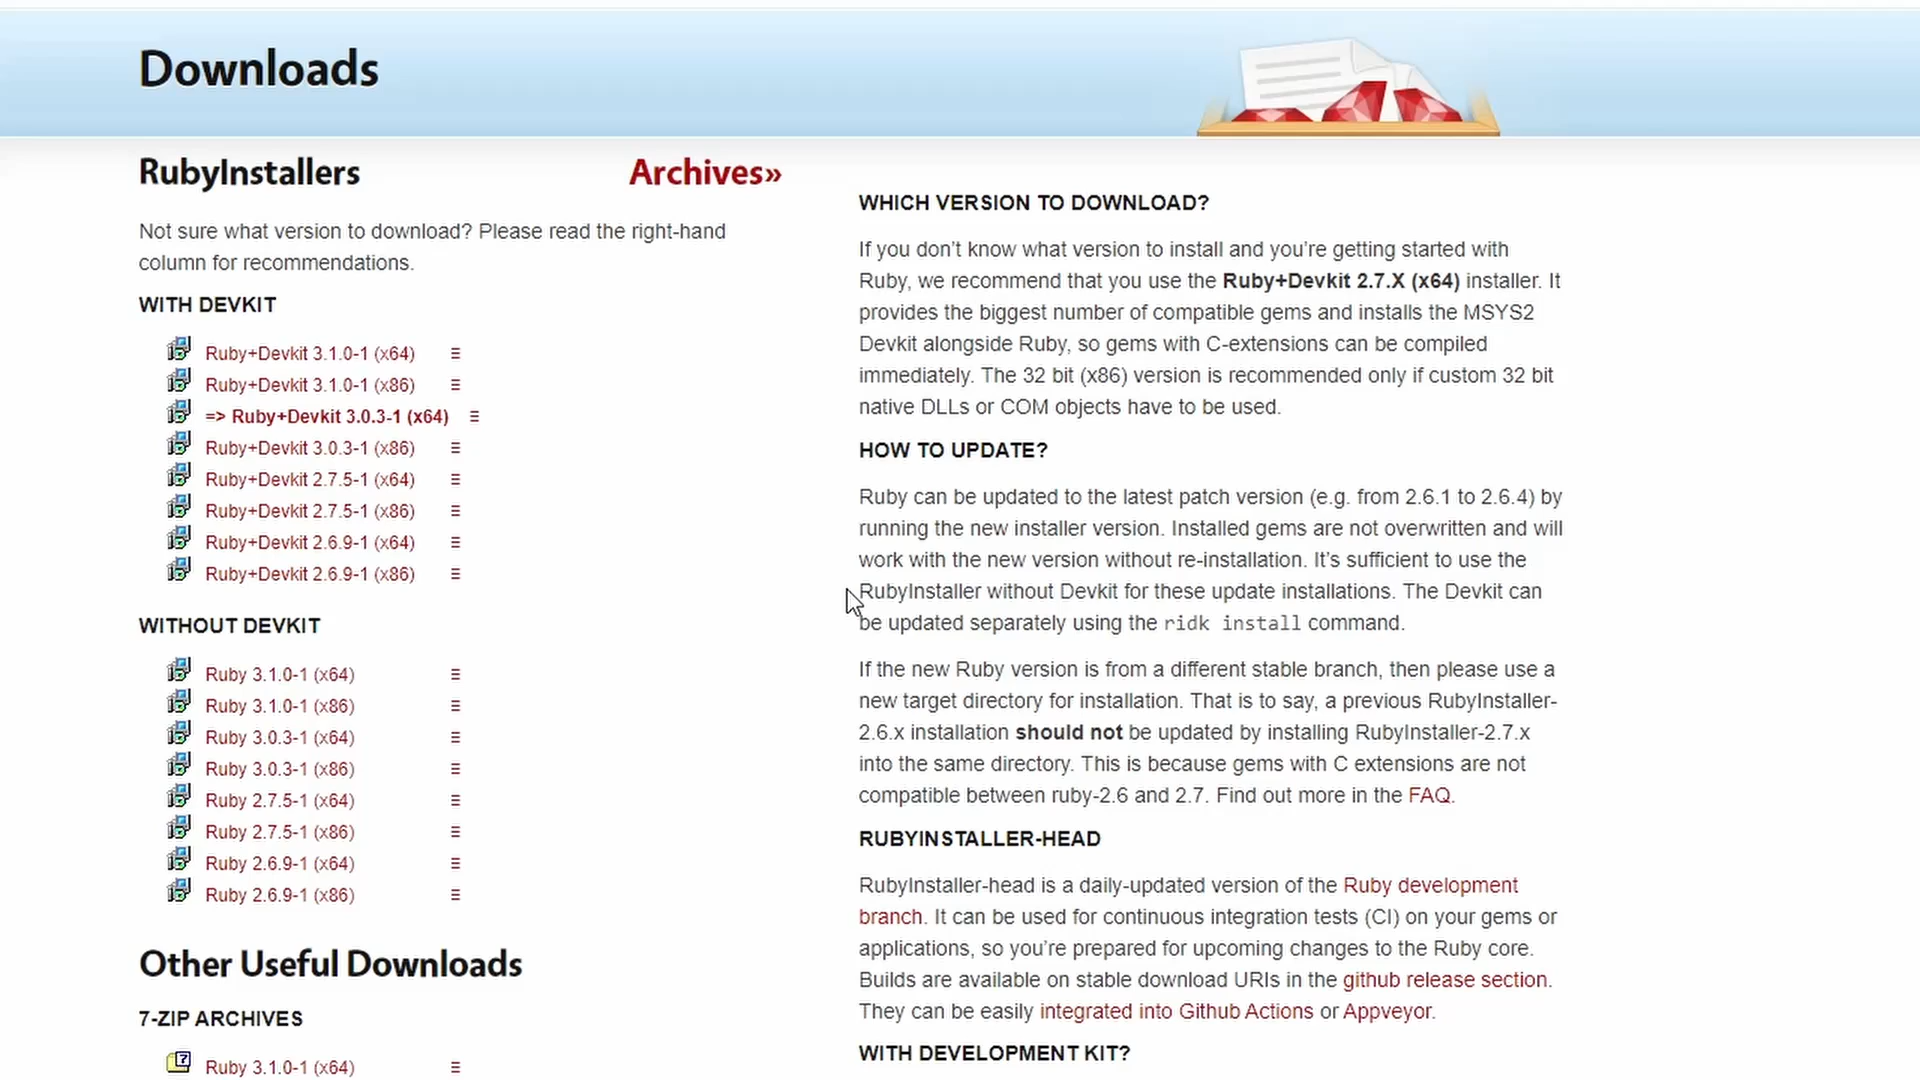 Downloads
RubyInstallers
Archives»
Not sure what version to download? Please read the right-hand
column for recommendations.
WITH DEVKIT
Ruby+Devkit 3.1.0-1 (x64)
Ruby+Devkit 3.1.0-1 (x86)
=> Ruby+Devkit 3.0.3-1 (x64)
Ruby+Devkit 3.0.3-1 (x86)
Ruby+Devkit 2.7.5-1 (x64)
Ruby+Devkit 2.7.5-1 (x86)
Ruby+Devkit 2.6.9-1 (x64)
Ruby+Devkit 2.6.9-1 (x86)
WITHOUT DEVKIT
Ruby 3.1.0-1 (x64)
Ruby 3.1.0-1 (x86)
Ruby 3.0.3-1 (x64)
Ruby 3.0.3-1 (x86)
Ruby 2.7.5-1 (x64)
Ruby 2.7.5-1 (x86)
Ruby 2.6.9-1 (x64)
Ruby 2.6.9-1 (x86)
Other Useful Downloads
7-ZIP ARCHIVES
Ruby 3.1.0-1 (x64)
WHICH VERSION TO DOWNLOAD?
If you don’t know what version to install and you’re getting started with
Ruby, we recommend that you use the Ruby+Devkit 2.7.X (x64) installer. It
provides the biggest number of compatible gems and installs the MSYS2
Devkit alongside Ruby, so gems with C-extensions can be compiled
immediately. The 32 bit (x86) version is recommended only if custom 32 bit
native DLLs or COM objects have to be used.
HOW TO UPDATE?
Ruby can be updated to the latest patch version (e.g. from 2.6.1 to 2.6.4) by
running the new installer version. Installed gems are not overwritten and will
work with the new version without re-installation. It’s sufficient to use the
RubyInstaller without Devkit for these update installations. The Devkit can
be updated separately using the ridk install command.
If the new Ruby version is from a different stable branch, then please use a
new target directory for installation. That is to say, a previous RubyInstaller-
2.6.x installation should not be updated by installing RubyInstaller-2.7.x
into the same directory. This is because gems with C extensions are not
compatible between ruby-2.6 and 2.7. Find out more in the FAQ.
RUBYINSTALLER-HEAD
RubyInstaller-head is a daily-updated version of the Ruby development
branch. It can be used for continuous integration tests (CI) on your gems or
applications, so you’re prepared for upcoming changes to the Ruby core.
Builds are available on stable download URIs in the github release section.
They can be easily integrated into Github Actions or Appveyor.
WITH DEVELOPMENT KIT?